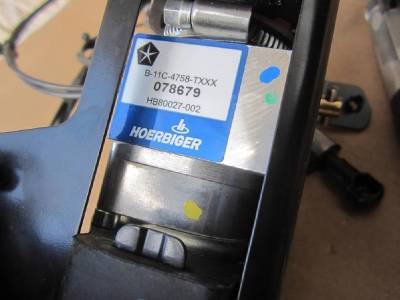 B-11C-4758-TXXX
078679
HB80027-002
HOERBIGER